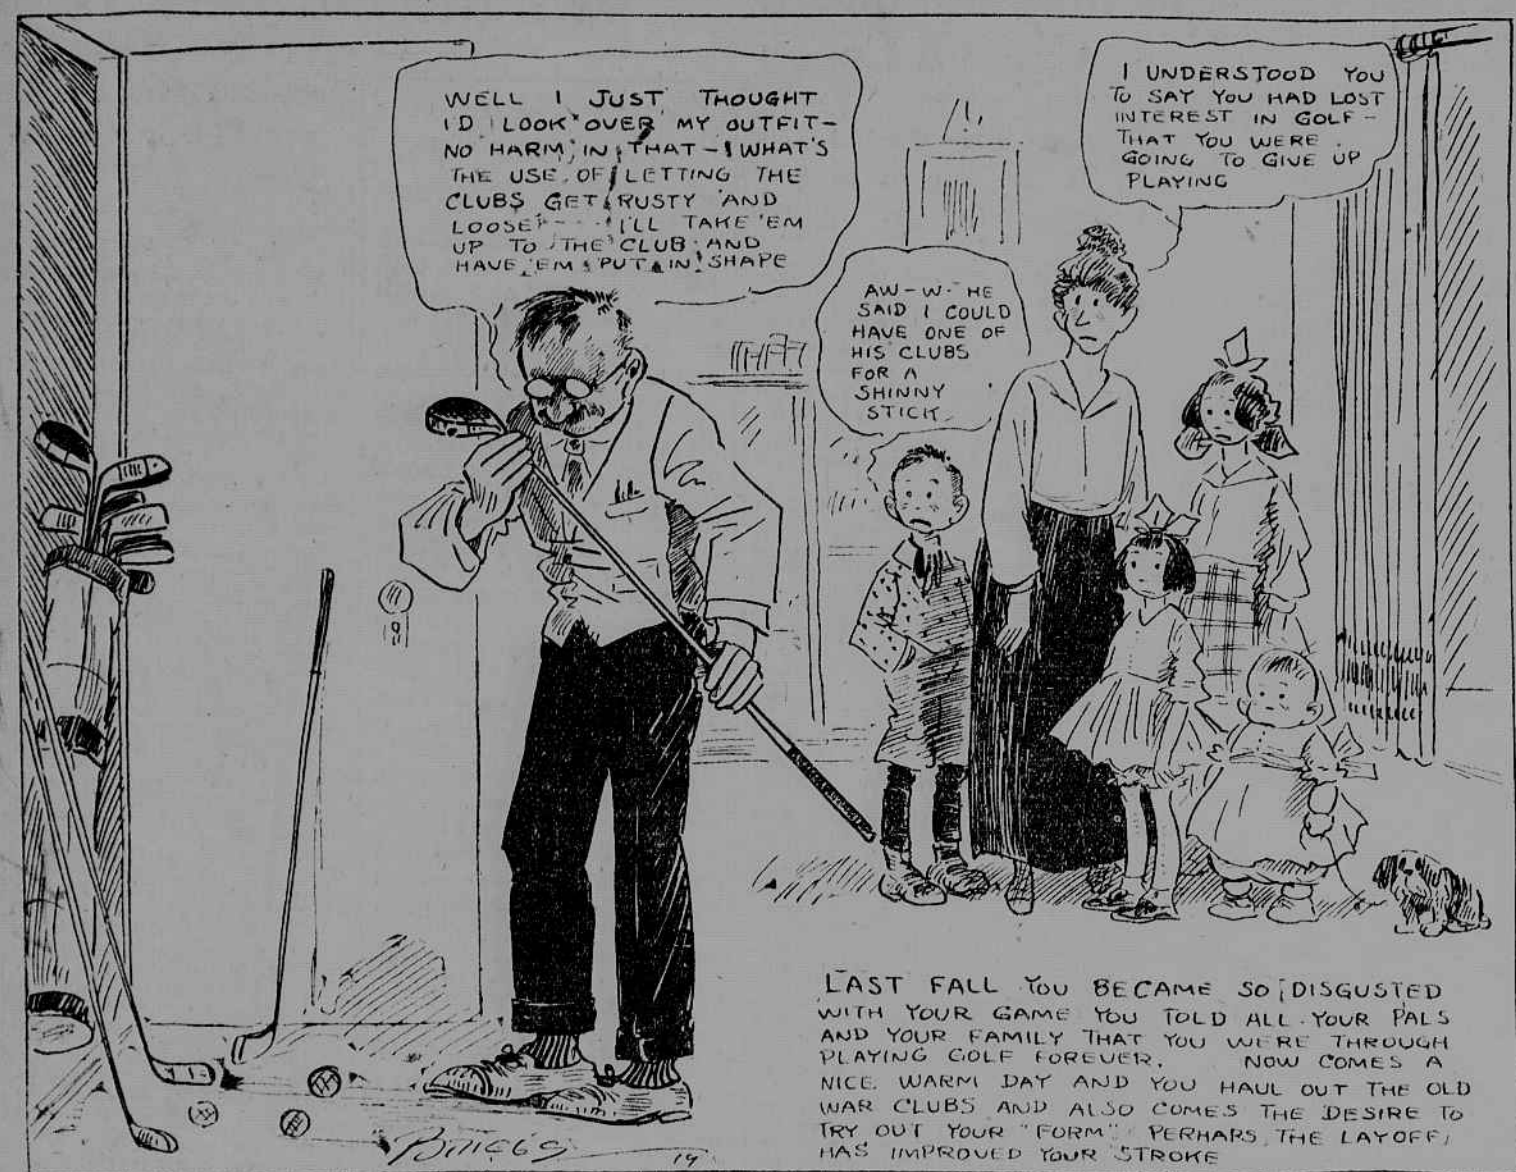 WELL I JUST THOUGHT
I'D LOOK OVER MY OUTFIT-
NO HARM IN THAT - WHAT'S
THE USE OF LETTING THE
CLUBS GET RUSTY AND
LOOSE - - - I'LL TAKE 'EM
UP TO THE CLUB AND
HAVE 'EM PUT IN SHAPE
I UNDERSTOOD YOU
TO SAY YOU HAD LOST
INTEREST IN GOLF -
THAT YOU WERE
GOING TO GIVE UP
PLAYING
AW-W- HE
SAID I COULD
HAVE ONE OF
HIS CLUBS
FOR A
SHINNY
STICK
LAST FALL YOU BECAME SO DISGUSTED
WITH YOUR GAME YOU TOLD ALL YOUR PALS
AND YOUR FAMILY THAT YOU WERE THROUGH
PLAYING GOLF FOREVER. NOW COMES A
NICE WARM DAY AND YOU HAUL OUT THE OLD
WAR CLUBS AND ALSO COMES THE DESIRE TO
TRY OUT YOUR "FORM" PERHAPS THE LAYOFF
HAS IMPROVED YOUR STROKE
BRIGGS 19